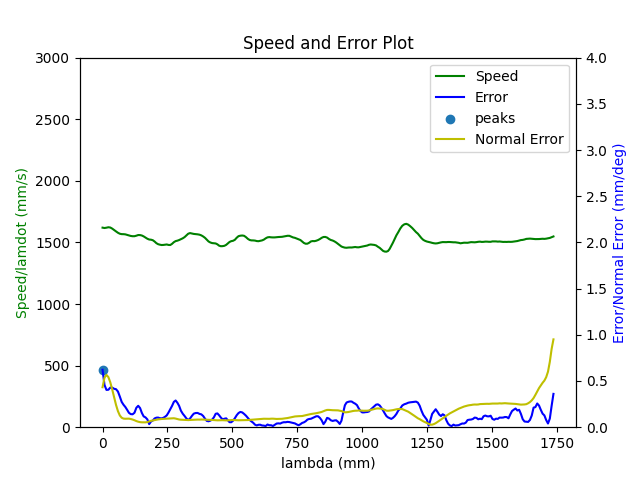 Speed and Error Plot
3000
2500
2000
1500
1000
500
0
Speed/lamdot (mm/s)
4.0
3.5
3.0
2.5
2.0
1.5
1.0
0.5
0.0
Error/Normal Error (mm/deg)
Speed
Error
peaks
Normal Error
0 250 500 750 1000 1250 1500 1750
lambda (mm)